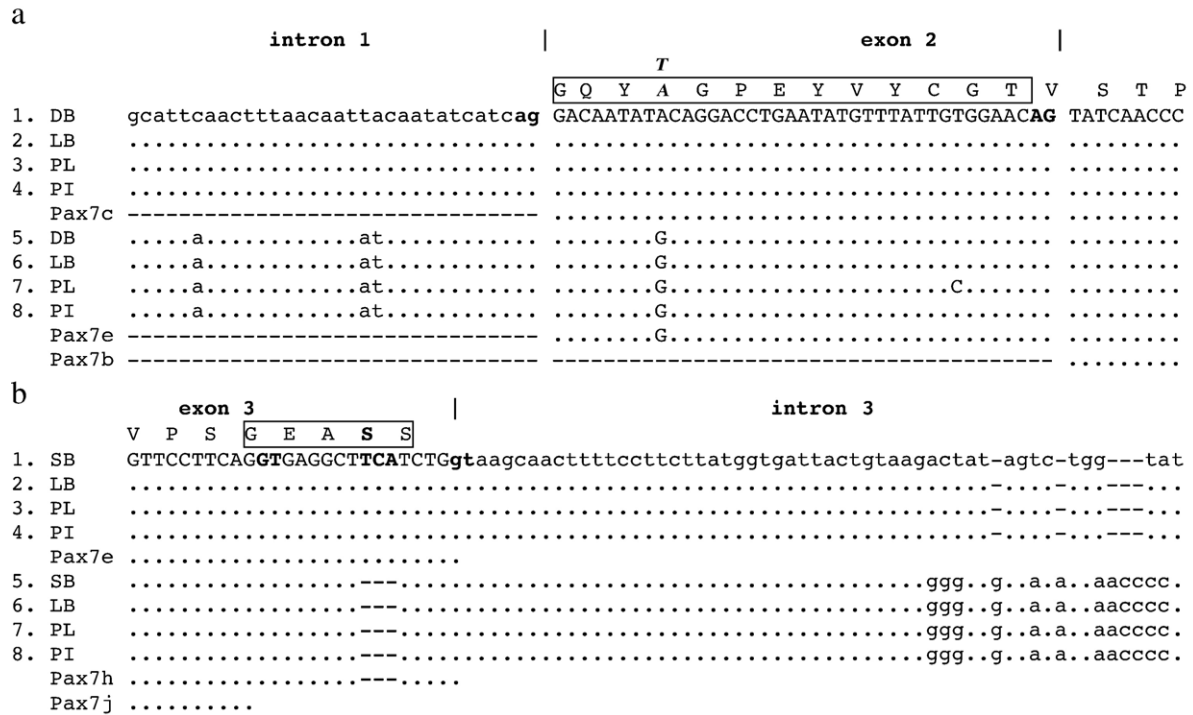 a
intron 1 | exon 2 |
T
G Q Y A G P E Y V Y C G T V S T P
1. DB gcattcaactttaacaattacaatatcatcag GACAATATACAGGACCTGAATATGTTTATTGTGGAACAG TATCAACCC
2. LB ................................ ....................................... .........
3. PL ................................ ....................................... .........
4. PI ................................ ....................................... .........
Pax7c -------------------------------- ....................................... .........
5. DB .....a............at............ ........G.............................. .........
6. LB .....a............at............ ........G.............................. .........
7. PL .....a............at............ ........G......................C....... .........
8. PI .....a............at............ ........G.............................. .........
Pax7e -------------------------------- ........G.............................. .........
Pax7b -------------------------------- --------------------------------------- .........
b
exon 3 | intron 3
V P S G E A S S
1. SB GTTCCTTCAGGTGAGGCTTCATCTGgtaagcaacttttccttcttatggtgattactgtaagactat-agtc-tgg---tat
2. LB ...................................................................-....-...---...
3. PL ...................................................................-....-...---...
4. PI ...................................................................-....-...---...
Pax7e ..........................
5. SB ..................---.........................................ggg..g..a.a..aacccc.
6. LB ..................---.........................................ggg..g..a.a..aacccc.
7. PL ..................---.........................................ggg..g..a.a..aacccc.
8. PI ..................---.........................................ggg..g..a.a..aacccc.
Pax7h ..................---.....
Pax7j ..........